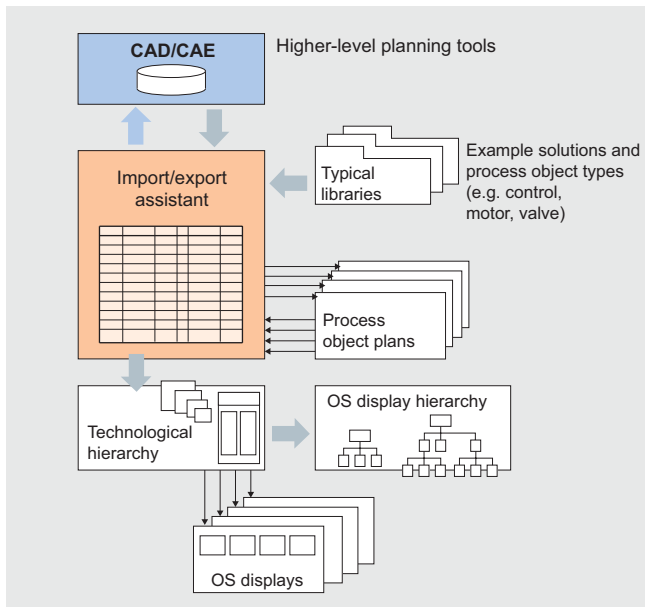 CAD/CAE
Higher-level planning tools
Import/export
assistant
Typical
libraries
Example solutions and
process object types
(e.g. control,
motor, valve)
Process
object plans
Technological
hierarchy
OS display hierarchy
OS displays